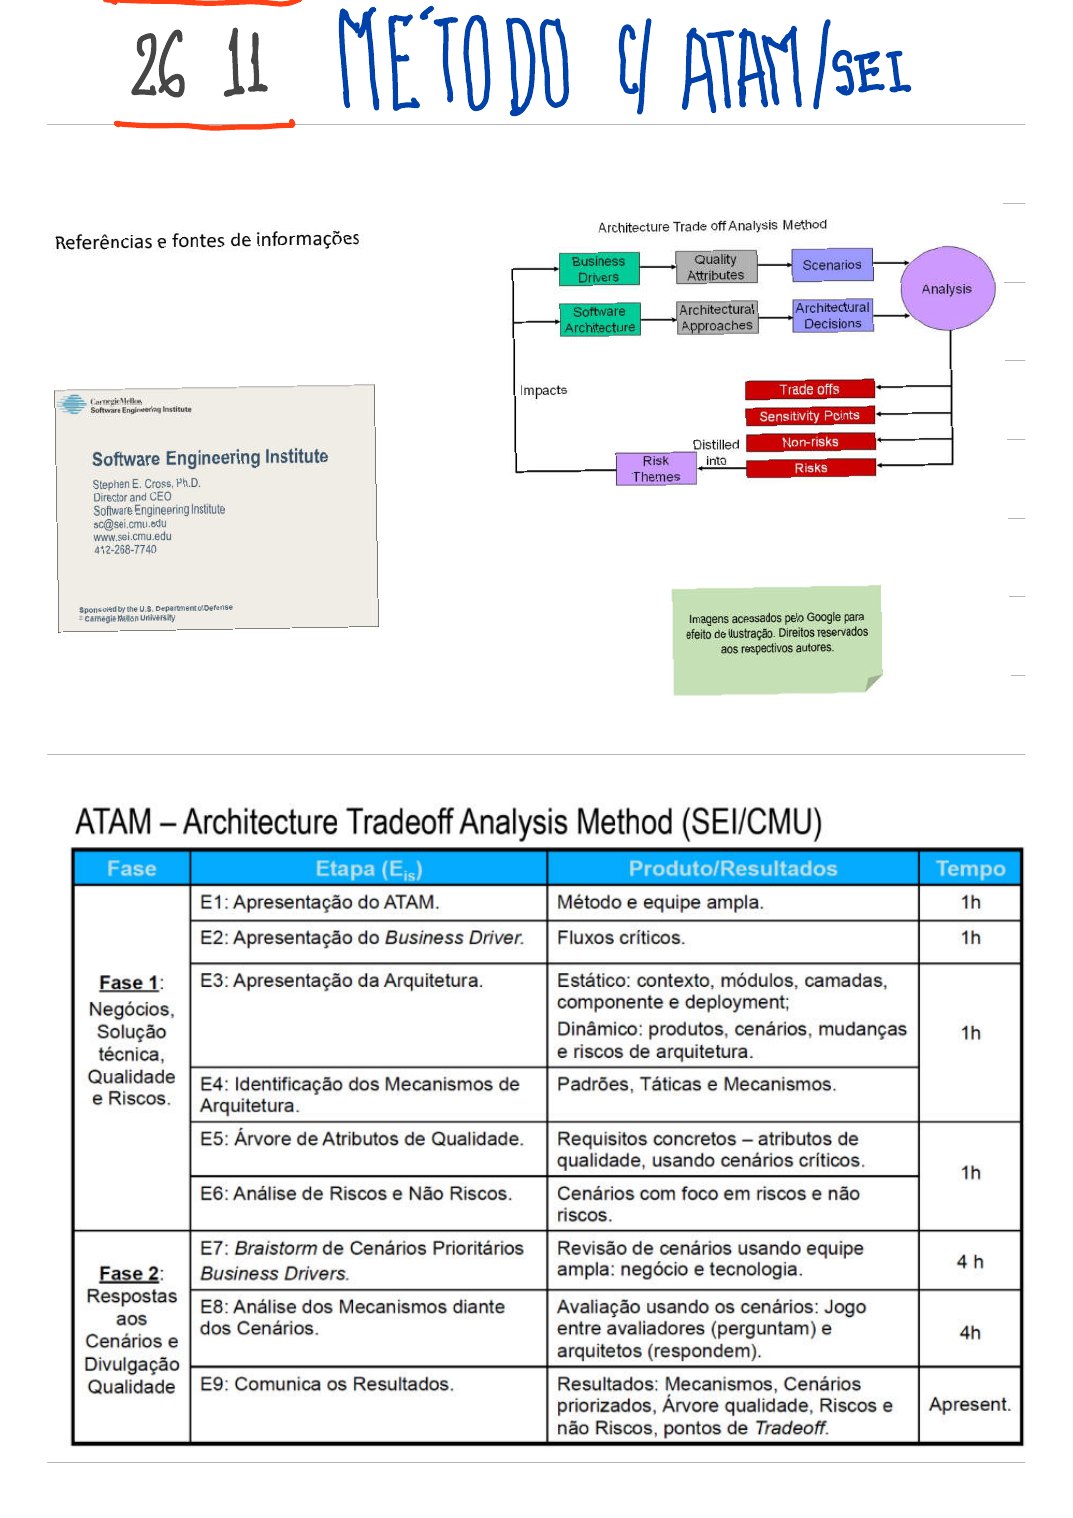 26 11 MÉTODO C/ ATAM/SEI
Referências e fontes de informações
Architecture Trade off Analysis Method
Business Drivers
Quality Attributes
Scenarios
Analysis
Software Architecture
Architectural Approaches
Architectural Decisions
Impacts
Trade offs
Sensitivity Points
Non-risks
Risks
Distilled into
Risk Themes
Carnegie Mellon
Software Engineering Institute
Software Engineering Institute
Stephen E. Cross, Ph.D.
Director and CEO
Software Engineering Institute
sc@sei.cmu.edu
www.sei.cmu.edu
412-268-7740
Sponsored by the U.S. Department of Defense
© Carnegie Mellon University
Imagens acessados pelo Google para
efeito de ilustração. Direitos reservados
aos respectivos autores.
ATAM – Architecture Tradeoff Analysis Method (SEI/CMU)
Fase Etapa (Eis) Produto/Resultados Tempo
Fase 1:
Negócios,
Solução
técnica,
Qualidade
e Riscos.
E1: Apresentação do ATAM.
Método e equipe ampla.
1h
E2: Apresentação do Business Driver.
Fluxos críticos.
1h
E3: Apresentação da Arquitetura.
Estático: contexto, módulos, camadas,
componente e deployment;
Dinâmico: produtos, cenários, mudanças
e riscos de arquitetura.
1h
E4: Identificação dos Mecanismos de
Arquitetura.
Padrões, Táticas e Mecanismos.
E5: Árvore de Atributos de Qualidade.
Requisitos concretos – atributos de
qualidade, usando cenários críticos.
1h
E6: Análise de Riscos e Não Riscos.
Cenários com foco em riscos e não
riscos.
Fase 2:
Respostas
aos
Cenários e
Divulgação
Qualidade
E7: Braistorm de Cenários Prioritários
Business Drivers.
Revisão de cenários usando equipe
ampla: negócio e tecnologia.
4 h
E8: Análise dos Mecanismos diante
dos Cenários.
Avaliação usando os cenários: Jogo
entre avaliadores (perguntam) e
arquitetos (respondem).
4h
E9: Comunica os Resultados.
Resultados: Mecanismos, Cenários
priorizados, Árvore qualidade, Riscos e
não Riscos, pontos de Tradeoff.
Apresent.